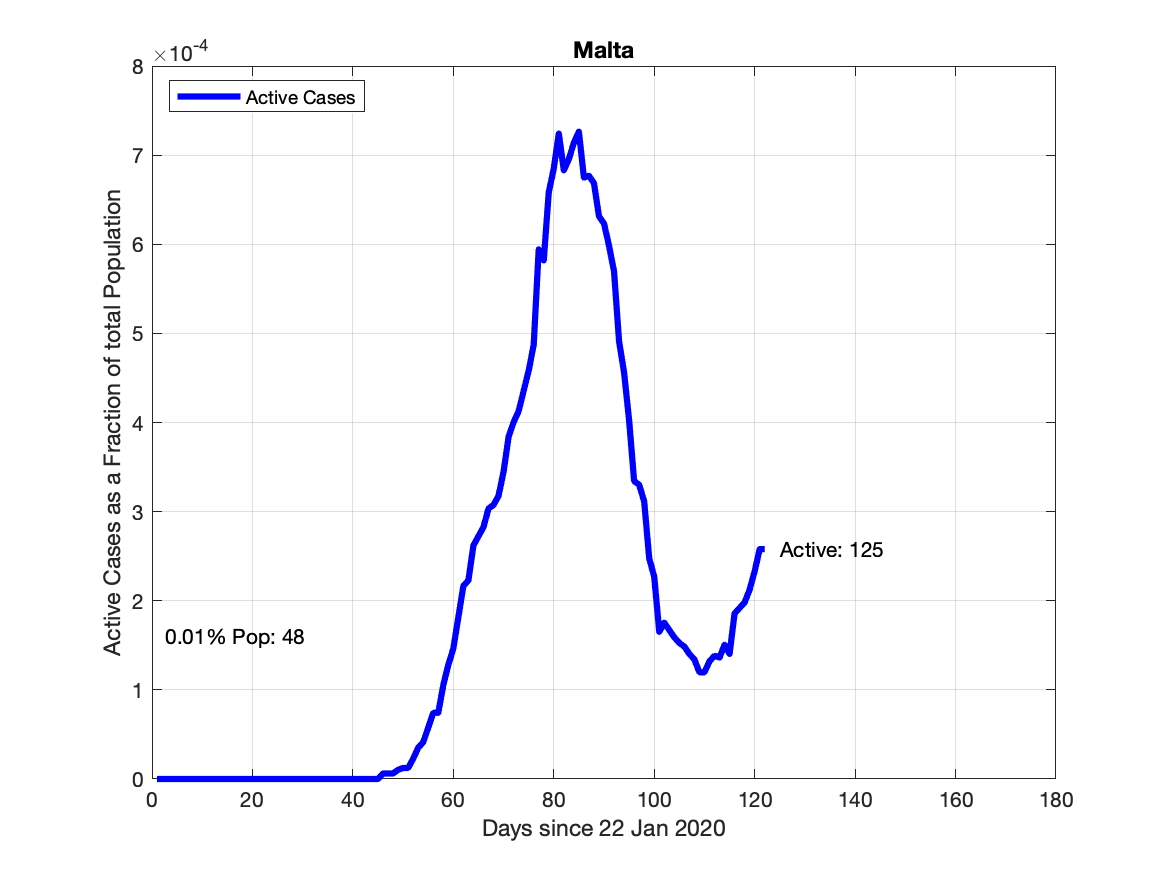 Malta
×10-4
Active Cases
8
7
6
5
4
3
2
1
0
Active Cases as a Fraction of total Population
Active: 125
0.01% Pop: 48
0 20 40 60 80 100 120 140 160 180
Days since 22 Jan 2020